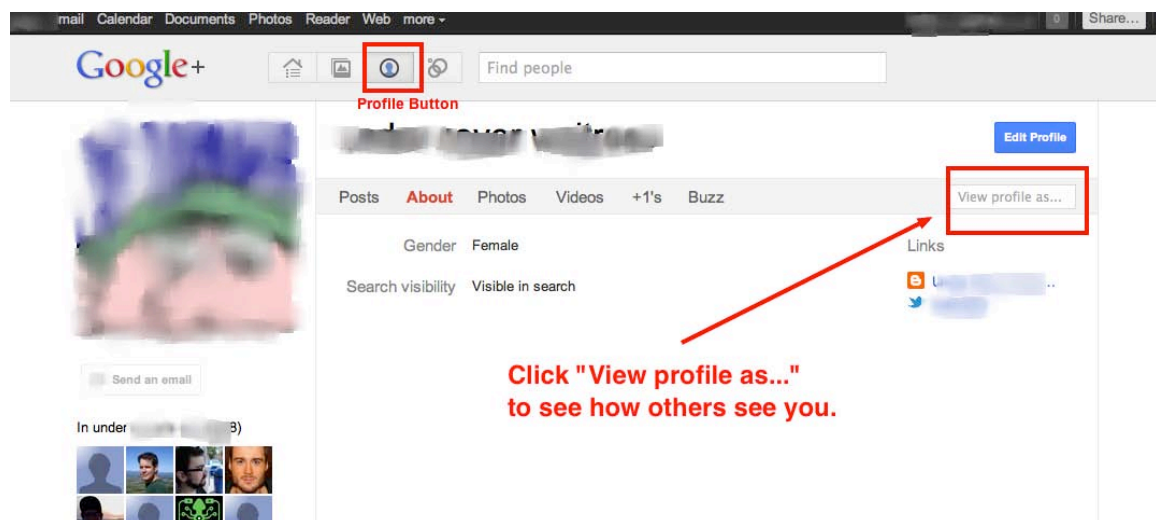 mail Calendar Documents Photos Reader Web more
0 Share...
Google+ Find people
Profile Button
Edit Profile
Posts About Photos Videos +1's Buzz View profile as...
Gender Female
Links
Search visibility Visible in search
Click "View profile as..."
to see how others see you.
Send an email
In under